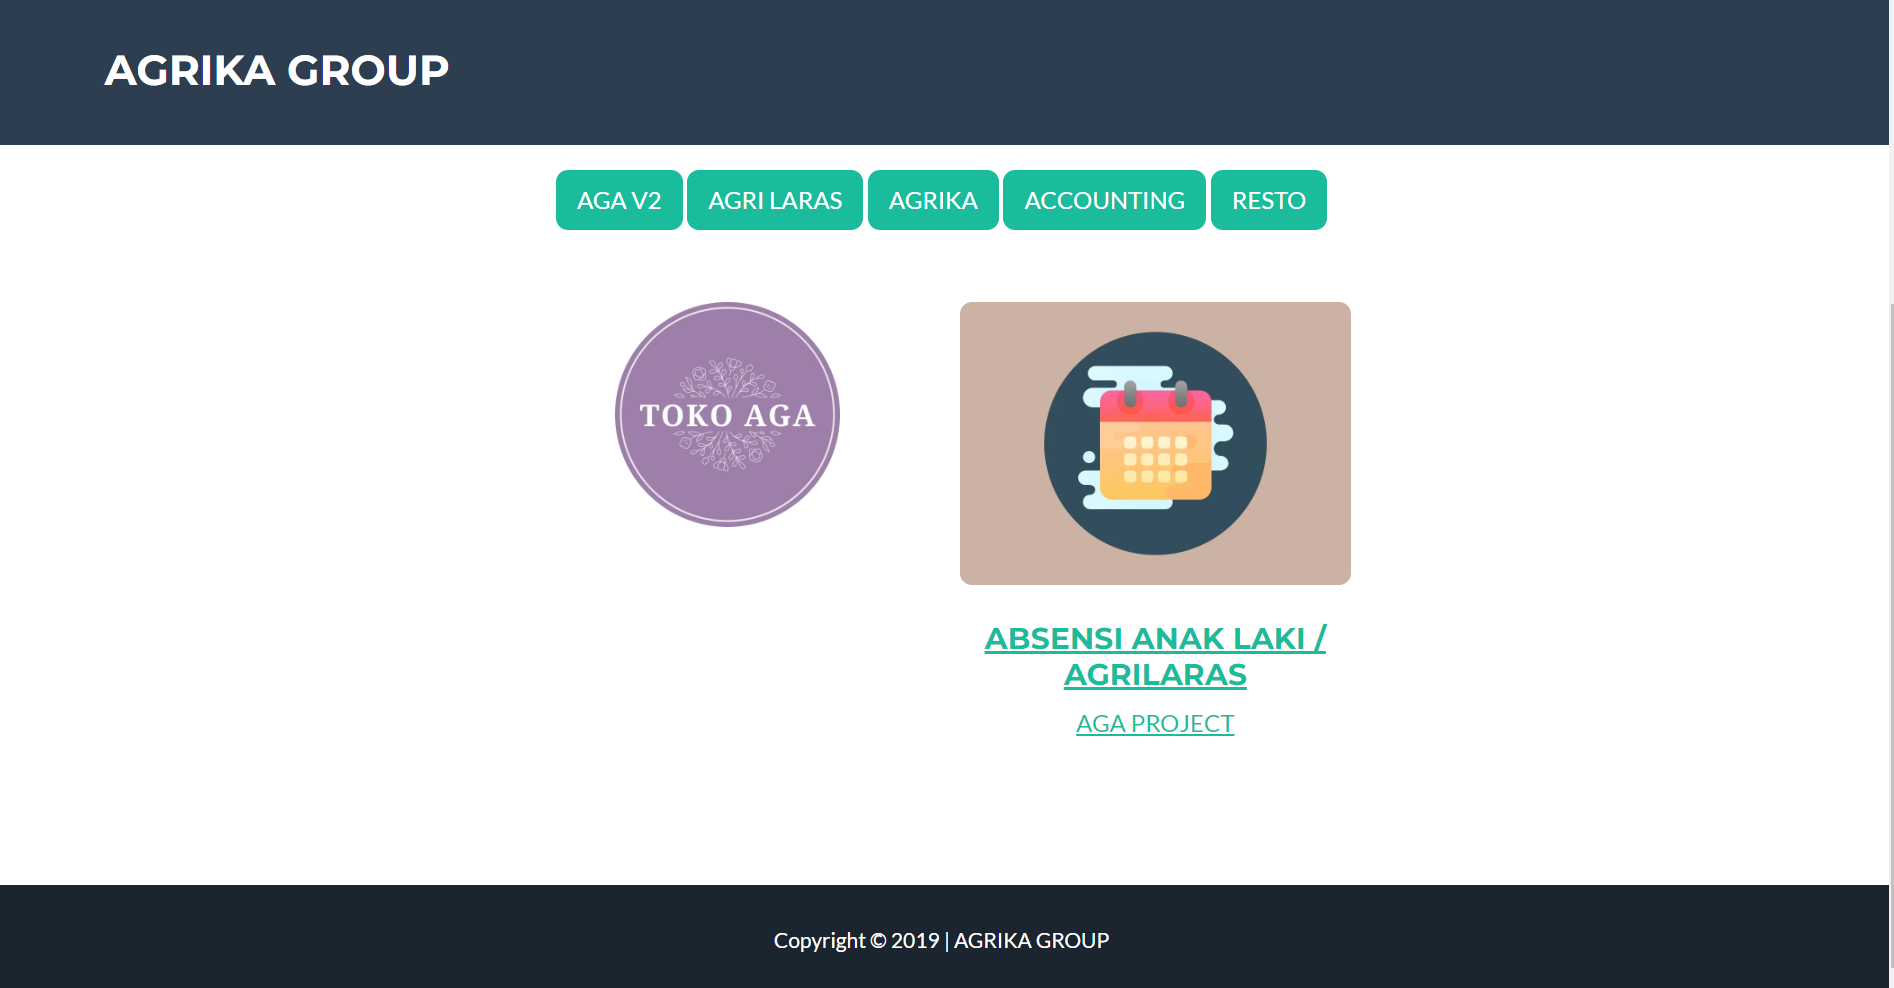 AGRIKA GROUP
AGA V2 AGRI LARAS AGRIKA ACCOUNTING RESTO
TOKO AGA
ABSENSI ANAK LAKI /
AGRILARAS
AGA PROJECT
Copyright © 2019 | AGRIKA GROUP